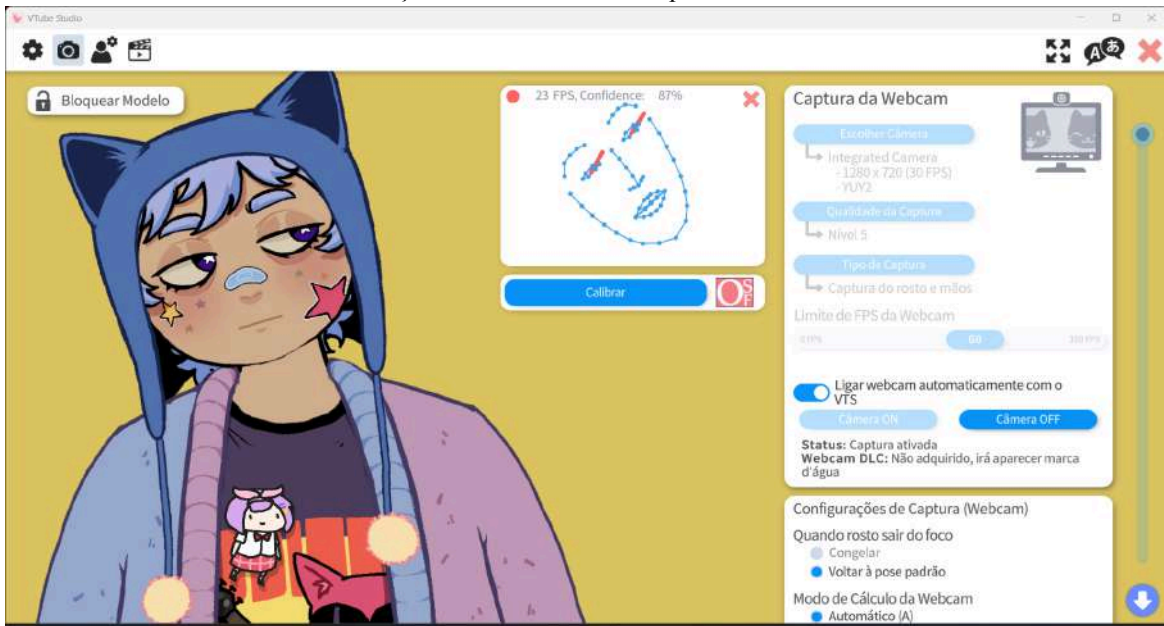 VTube Studio
Bloquear Modelo
23 FPS, Confidence: 87%
Calibrar
OSF
Captura da Webcam
Escolher Câmera
Integrated Camera
- 1280 x 720 (30 FPS)
- YUY2
Qualidade da Captura
Nível 5
Tipo de Captura
Captura do rosto e mãos
Limite de FPS da Webcam
60
Ligar webcam automaticamente com o
VTS
Câmera ON
Câmera OFF
Status: Captura ativada
Webcam DLC: Não adquirido, irá aparecer marca
d'água
Configurações de Captura (Webcam)
Quando rosto sair do foco
Congelar
Voltar à pose padrão
Modo de Cálculo da Webcam
Automático (A)